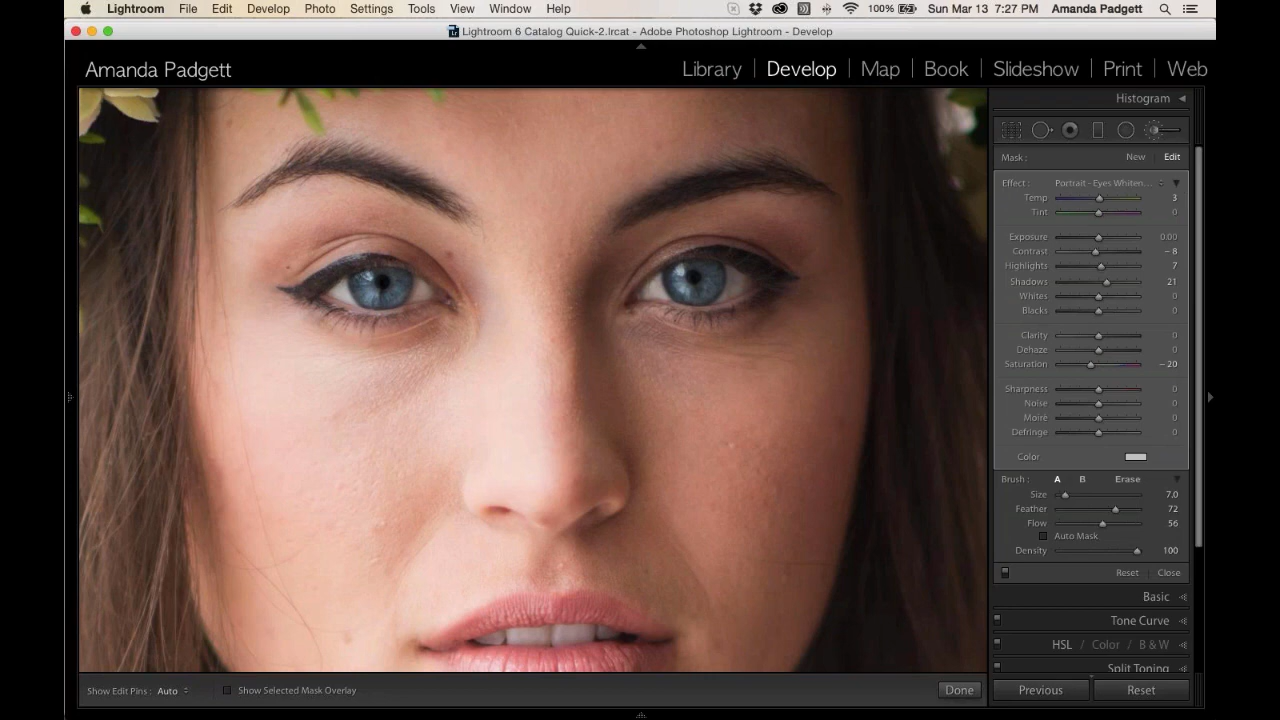 Lightroom File Edit Develop Photo Settings Tools View Window Help 100% Sun Mar 13 7:27 PM Amanda Padgett
Lightroom 6 Catalog Quick-2.lrcat - Adobe Photoshop Lightroom - Develop
Amanda Padgett Library Develop Map Book Slideshow Print Web
Histogram
Mask : New Edit
Effect : Portrait - Eyes Whiten...
Temp 3
Tint 0
Exposure 0.00
Contrast - 8
Highlights 7
Shadows 21
Whites 0
Blacks 0
Clarity 0
Dehaze 0
Saturation - 20
Sharpness 0
Noise 0
Moiré 0
Defringe 0
Color
Brush : A B Erase
Size 7.0
Feather 72
Flow 56
Auto Mask
Density 100
Reset Close
Basic
Tone Curve
HSL / Color / B & W
Split Toning
Show Edit Pins : Auto Show Selected Mask Overlay Done Previous Reset